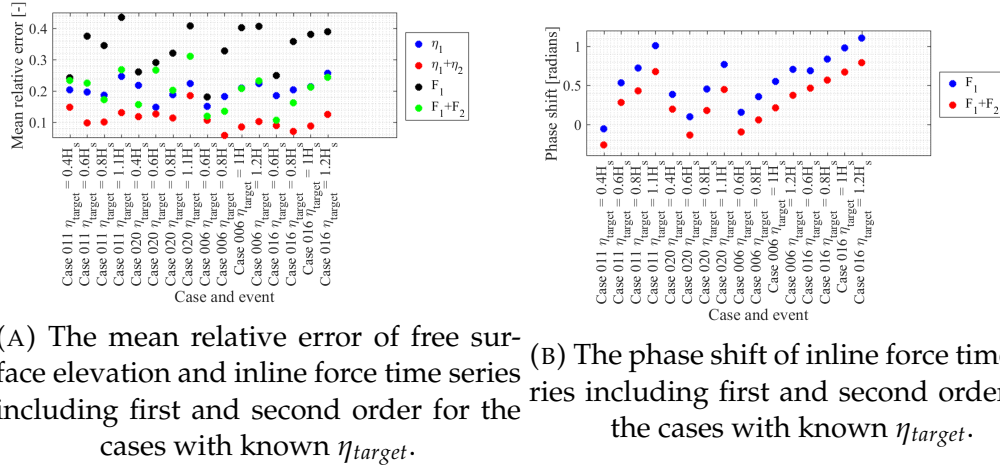 Mean relative error [-]
0.4
0.3
0.2
0.1
η1
η1+η2
F1
F1+F2
Case 011 ηtarget = 0.4Hs
Case 011 ηtarget = 0.6Hs
Case 011 ηtarget = 0.8Hs
Case 011 ηtarget = 1.1Hs
Case 020 ηtarget = 0.4Hs
Case 020 ηtarget = 0.6Hs
Case 020 ηtarget = 0.8Hs
Case 020 ηtarget = 1.1Hs
Case 006 ηtarget = 0.6Hs
Case 006 ηtarget = 0.8Hs
Case 006 ηtarget = 1Hs
Case 006 ηtarget = 1.2Hs
Case 016 ηtarget = 0.6Hs
Case 016 ηtarget = 0.8Hs
Case 016 ηtarget = 1Hs
Case 016 ηtarget = 1.2Hs
Case and event
(A) The mean relative error of free sur-
face elevation and inline force time series
including first and second order for the
cases with known ηtarget.
Phase shift [radians]
1
0.5
0
F1
F1+F2
Case 011 ηtarget = 0.4Hs
Case 011 ηtarget = 0.6Hs
Case 011 ηtarget = 0.8Hs
Case 011 ηtarget = 1.1Hs
Case 020 ηtarget = 0.4Hs
Case 020 ηtarget = 0.6Hs
Case 020 ηtarget = 0.8Hs
Case 020 ηtarget = 1.1Hs
Case 006 ηtarget = 0.6Hs
Case 006 ηtarget = 0.8Hs
Case 006 ηtarget = 1Hs
Case 006 ηtarget = 1.2Hs
Case 016 ηtarget = 0.6Hs
Case 016 ηtarget = 0.8Hs
Case 016 ηtarget = 1Hs
Case 016 ηtarget = 1.2Hs
Case and event
(B) The phase shift of inline force time
ries including first and second order
the cases with known ηtarget.